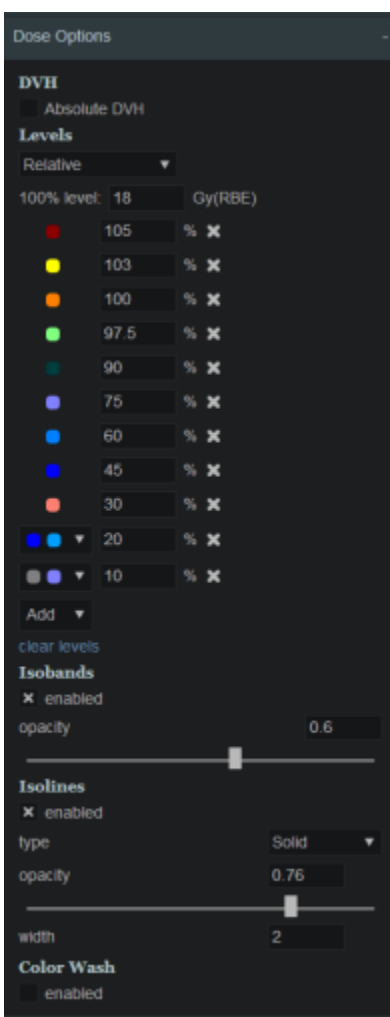 Dose Options -
DVH
Absolute DVH
Levels
Relative
100% level: 18 Gy(RBE)
105 %
103 %
100 %
97.5 %
90 %
75 %
60 %
45 %
30 %
20 %
10 %
Add
clear levels
Isobands
enabled
opacity 0.6
Isolines
enabled
type Solid
opacity 0.76
width 2
Color Wash
enabled